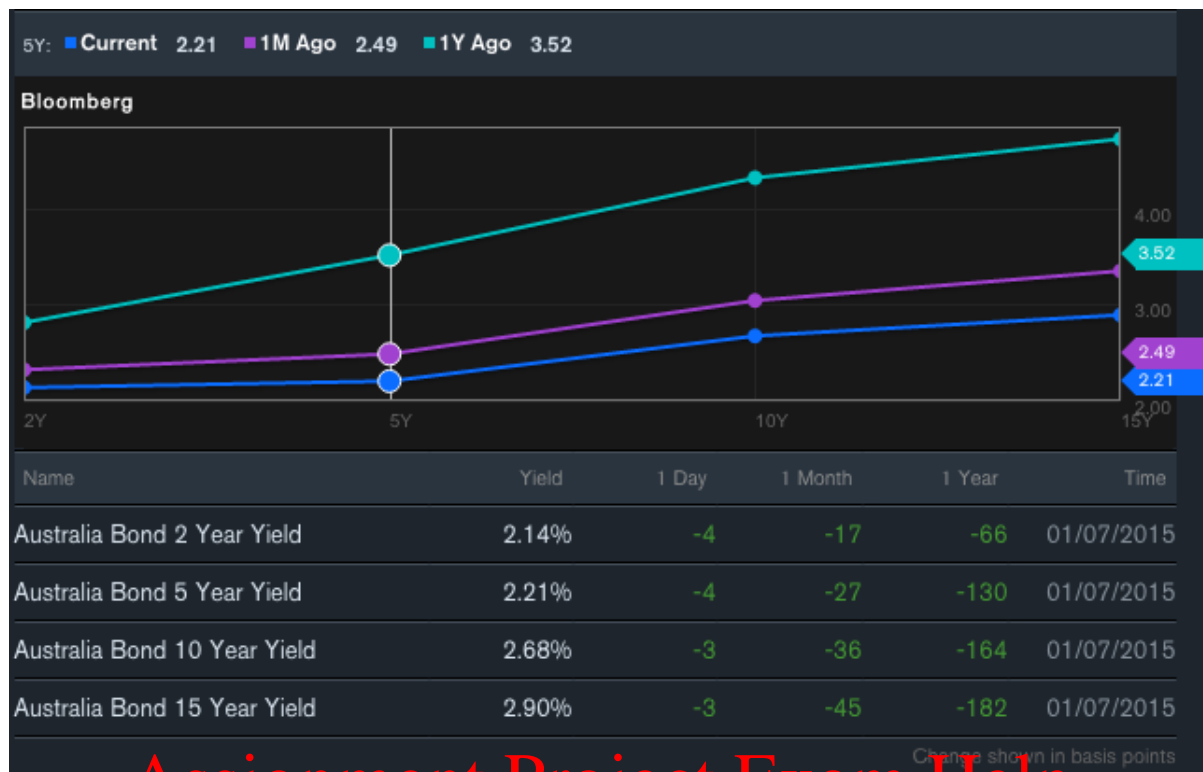 5Y: Current 2.21 1M Ago 2.49 1Y Ago 3.52
Bloomberg
4.00
3.52
3.00
2.49
2.21
2.00
2Y 5Y 10Y 15Y
Name Yield 1 Day 1 Month 1 Year Time
Australia Bond 2 Year Yield 2.14% -4 -17 -66 01/07/2015
Australia Bond 5 Year Yield 2.21% -4 -27 -130 01/07/2015
Australia Bond 10 Year Yield 2.68% -3 -36 -164 01/07/2015
Australia Bond 15 Year Yield 2.90% -3 -45 -182 01/07/2015
Change shown in basis points
Assignment Project Exam Help